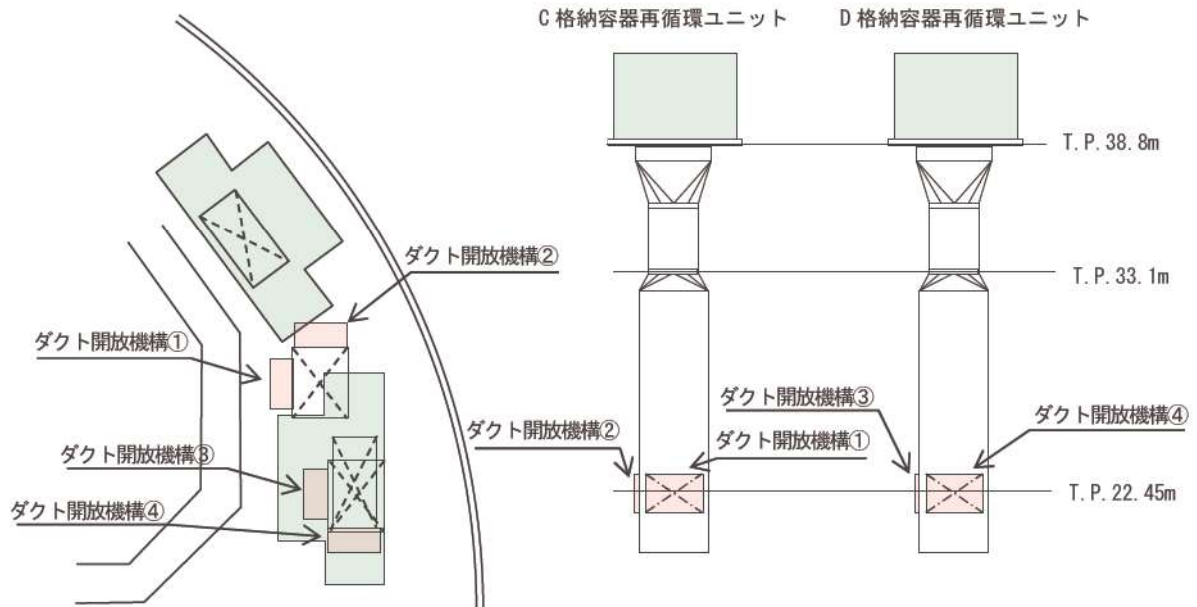 C 格納容器再循環ユニット
D 格納容器再循環ユニット
T.P.38.8m
ダクト開放機構②
T.P.33.1m
ダクト開放機構①
ダクト開放機構③
ダクト開放機構④
ダクト開放機構②
ダクト開放機構①
ダクト開放機構③
ダクト開放機構④
T.P.22.45m